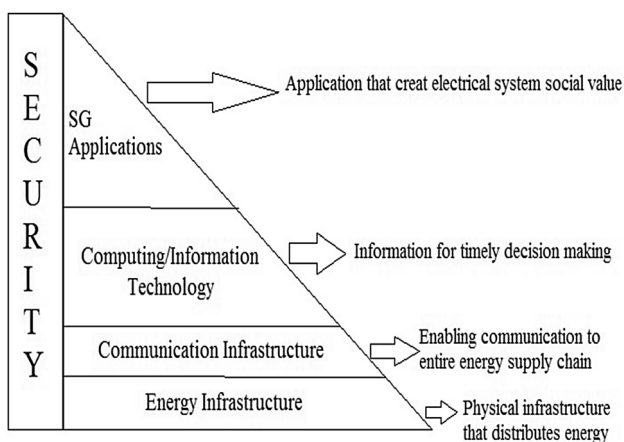 SECURITY
SG
Applications
Application that creat electrical system social value
Computing/Information
Technology
Information for timely decision making
Communication Infrastructure
Enabling communication to
entire energy supply chain
Energy Infrastructure
Physical infrastructure
that distributes energy